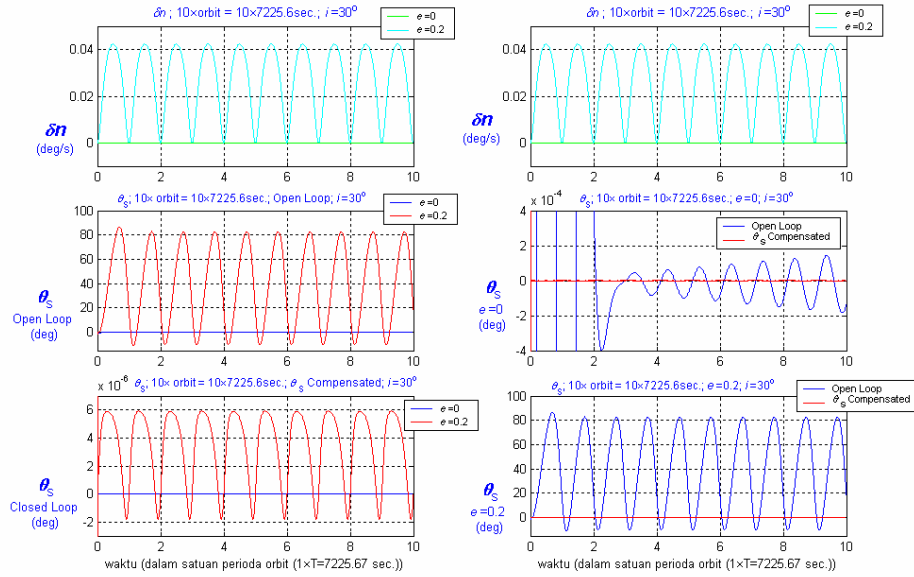 δn ; 10×orbit = 10×7225.6sec.; i=30°
e=0
e=0.2
0.04
0.02
0
δn
(deg/s)
0 2 4 6 8 10
δn ; 10×orbit = 10×7225.6sec.; i=30°
e=0
e=0.2
0.04
0.02
0
δn
(deg/s)
0 2 4 6 8 10
θs; 10× orbit = 10×7225.6sec.; Open Loop; i=30°
e=0
e=0.2
100
80
60
40
20
0
θs
Open Loop
(deg)
0 2 4 6 8 10
x 10⁻⁴
θs; 10× orbit = 10×7225.6sec.; e=0; i=30°
Open Loop
θs Compensated
4
2
0
-2
-4
θs
e=0
(deg)
0 2 4 6 8 10
x 10⁻⁶
θs; 10× orbit = 10×7225.6sec.; θs Compensated; i=30°
e=0
e=0.2
6
4
2
0
-2
θs
Closed Loop
(deg)
0 2 4 6 8 10
waktu (dalam satuan perioda orbit (1×T=7225.67 sec.))
θs; 10× orbit = 10×7225.6sec.; e=0.2; i=30°
Open Loop
θs Compensated
100
80
60
40
20
0
θs
e=0.2
(deg)
0 2 4 6 8 10
waktu (dalam satuan perioda orbit (1×T=7225.67 sec.))